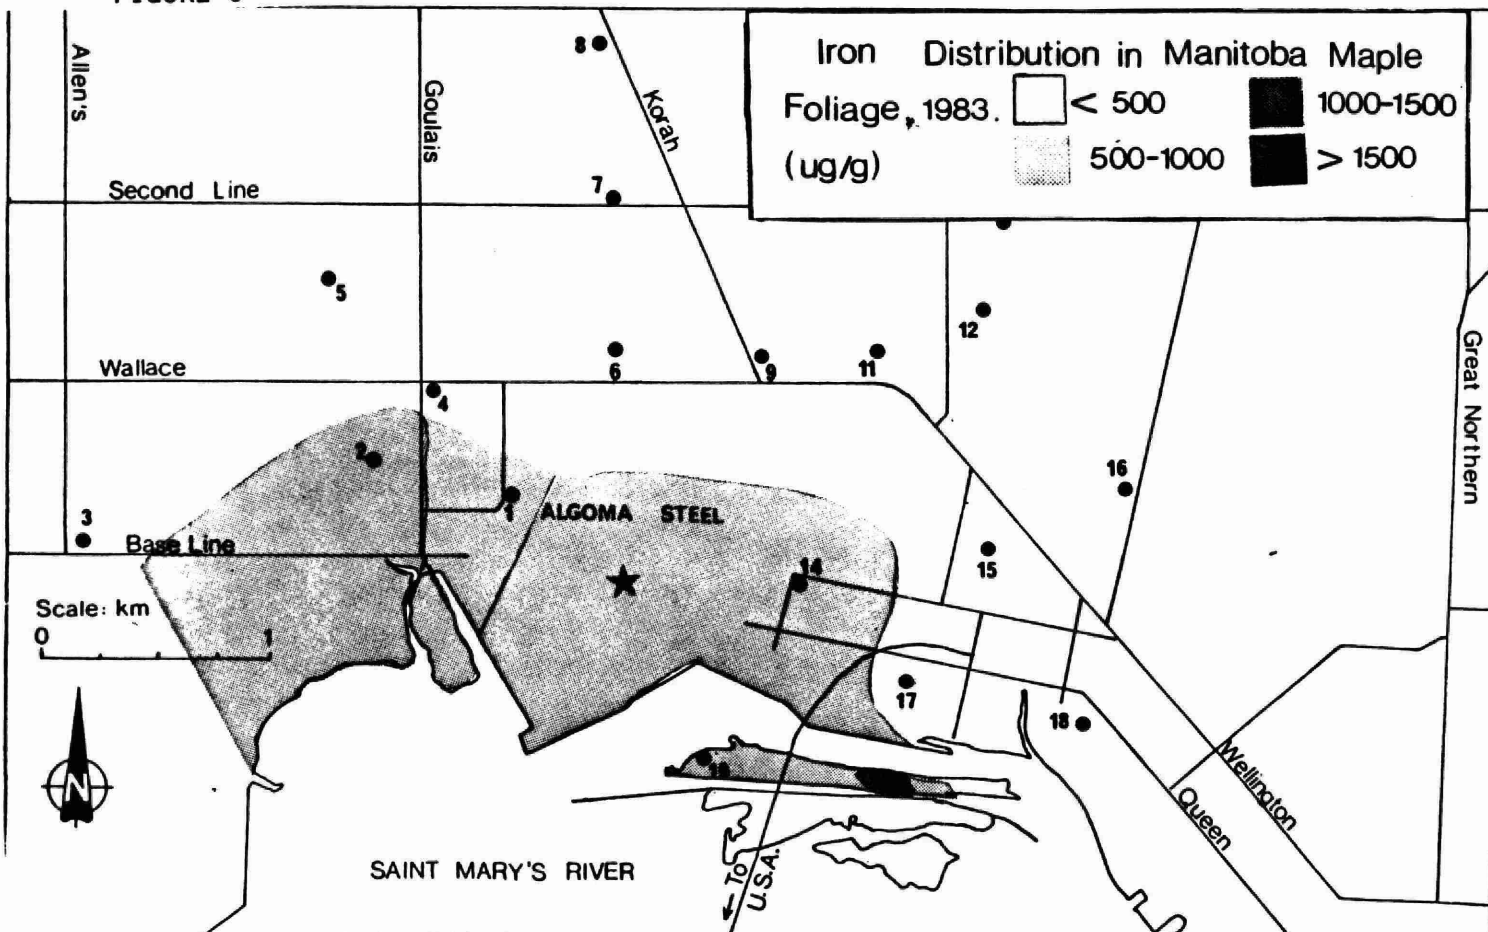 Iron Distribution in Manitoba Maple
Foliage, 1983.
(ug/g)
< 500
500-1000
1000-1500
> 1500
Allen's
Goulais
Korah
8
Second Line
7
5
12
Wallace
6
9
11
4
Great Northern
2
16
3
1
ALGOMA STEEL
Base Line
14
15
Scale: km
0 1
17
18
N
Wellington
Queen
SAINT MARY'S RIVER
← To
U.S.A.